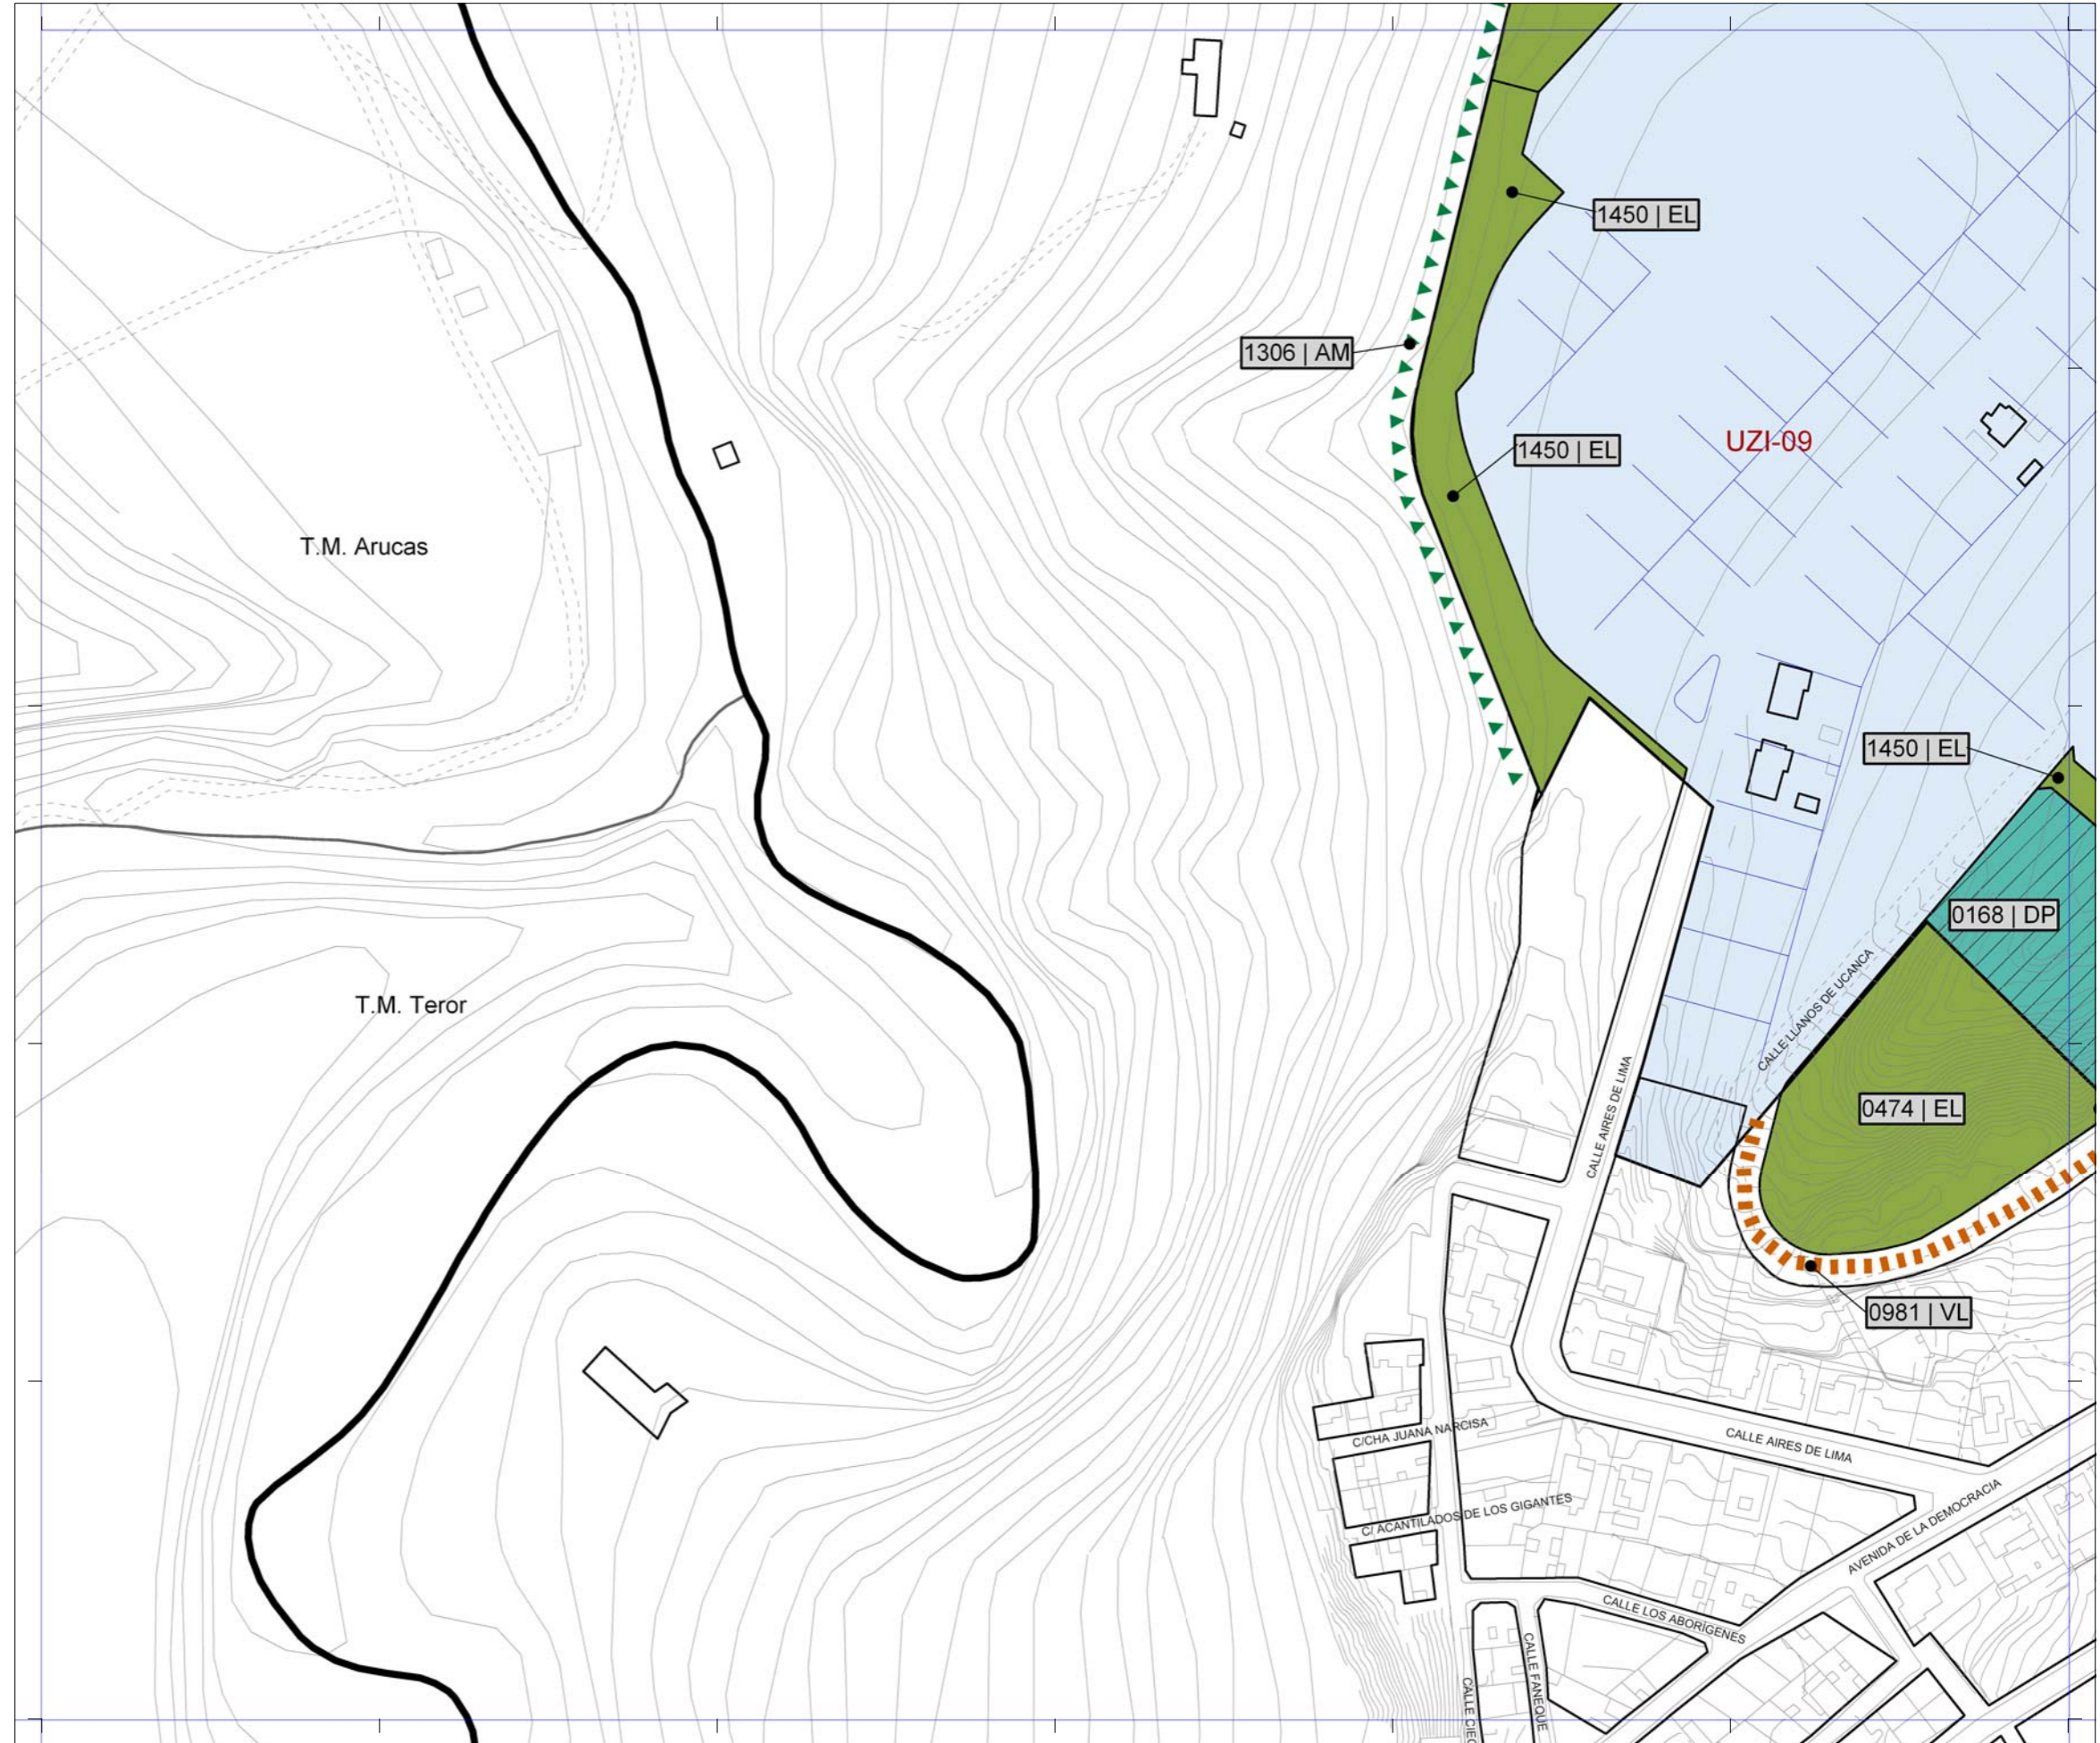 1450 | EL
1306 | AM
UZI-09
1450 | EL
T.M. Arucas
1450 | EL
0168 | DP
CALLE LLANOS DE UCANCA
T.M. Teror
CALLE AIRES DE LIMA
0474 | EL
0981 | VL
C/CHA JUANA NARCISA
CALLE AIRES DE LIMA
C/ ACANTILADOS DE LOS GIGANTES
AVENIDA DE LA DEMOCRACIA
CALLE LOS ABORÍGENES
CALLE FANEQUE
CALLE